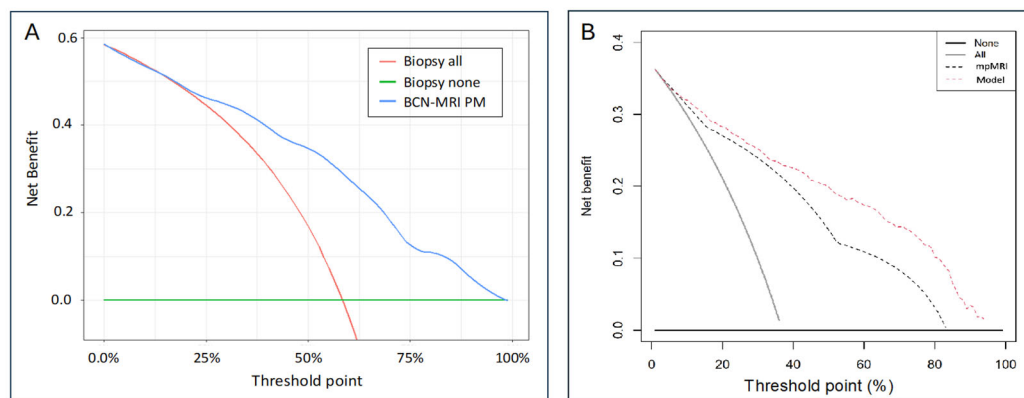 A
Net Benefit
0.6
0.4
0.2
0.0
Biopsy all
Biopsy none
BCN-MRI PM
0.0%
25%
50%
75%
100%
Threshold point
B
Net benefit
0.4
0.3
0.2
0.1
0.0
None
All
mpMRI
Model
0
20
40
60
80
100
Threshold point (%)